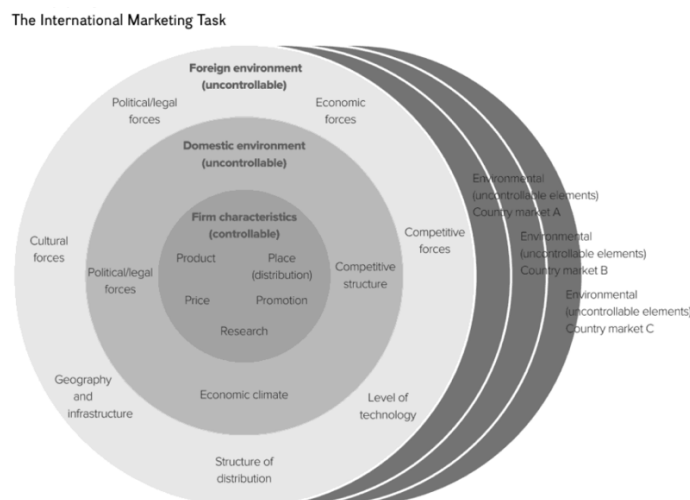 The International Marketing Task
Foreign environment
(uncontrollable)
Political/legal
forces
Economic
forces
Domestic environment
(uncontrollable)
Environmental
(uncontrollable elements)
Country market A
Firm characteristics
(controllable)
Cultural
forces
Competitive
forces
Environmental
(uncontrollable elements)
Country market B
Political/legal
forces
Product
Place
(distribution)
Competitive
structure
Price
Promotion
Environmental
(uncontrollable elements)
Country market C
Research
Geography
and
infrastructure
Economic climate
Level of
technology
Structure of
distribution